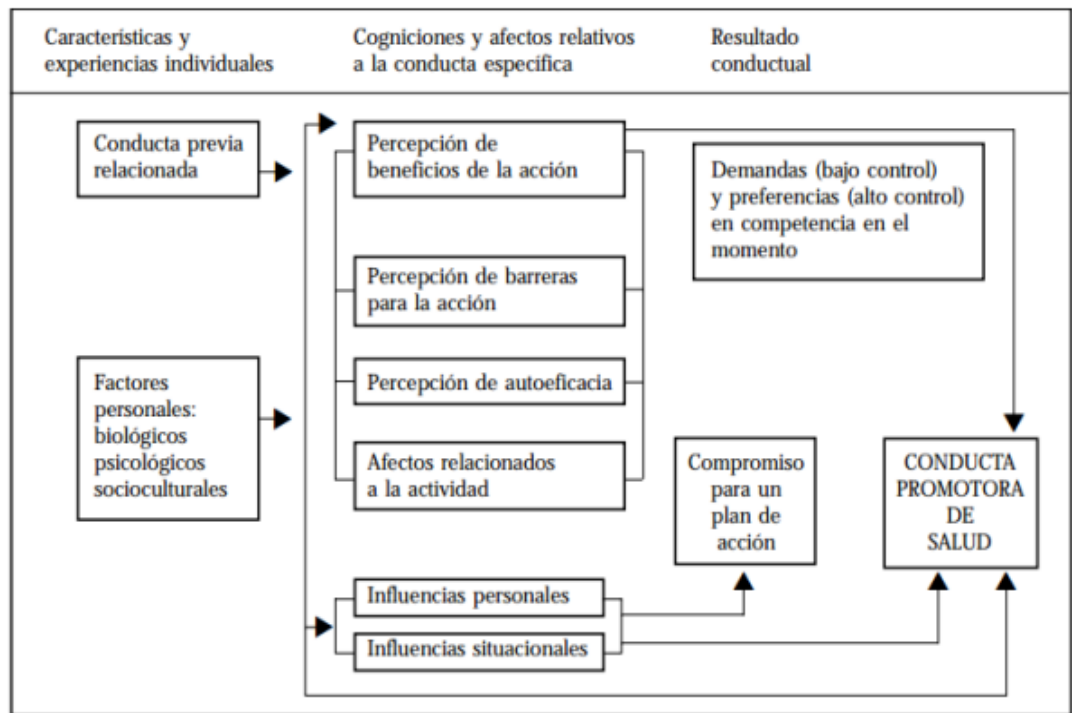 Características y
experiencias individuales
Cogniciones y afectos relativos
a la conducta específica
Resultado
conductual
Conducta previa
relacionada
Factores
personales:
biológicos
psicológicos
socioculturales
Percepción de
beneficios de la acción
Percepción de barreras
para la acción
Percepción de autoeficacia
Afectos relacionados
a la actividad
Influencias personales
Influencias situacionales
Demandas (bajo control)
y preferencias (alto control)
en competencia en el
momento
Compromiso
para un
plan de
acción
CONDUCTA
PROMOTORA
DE
SALUD